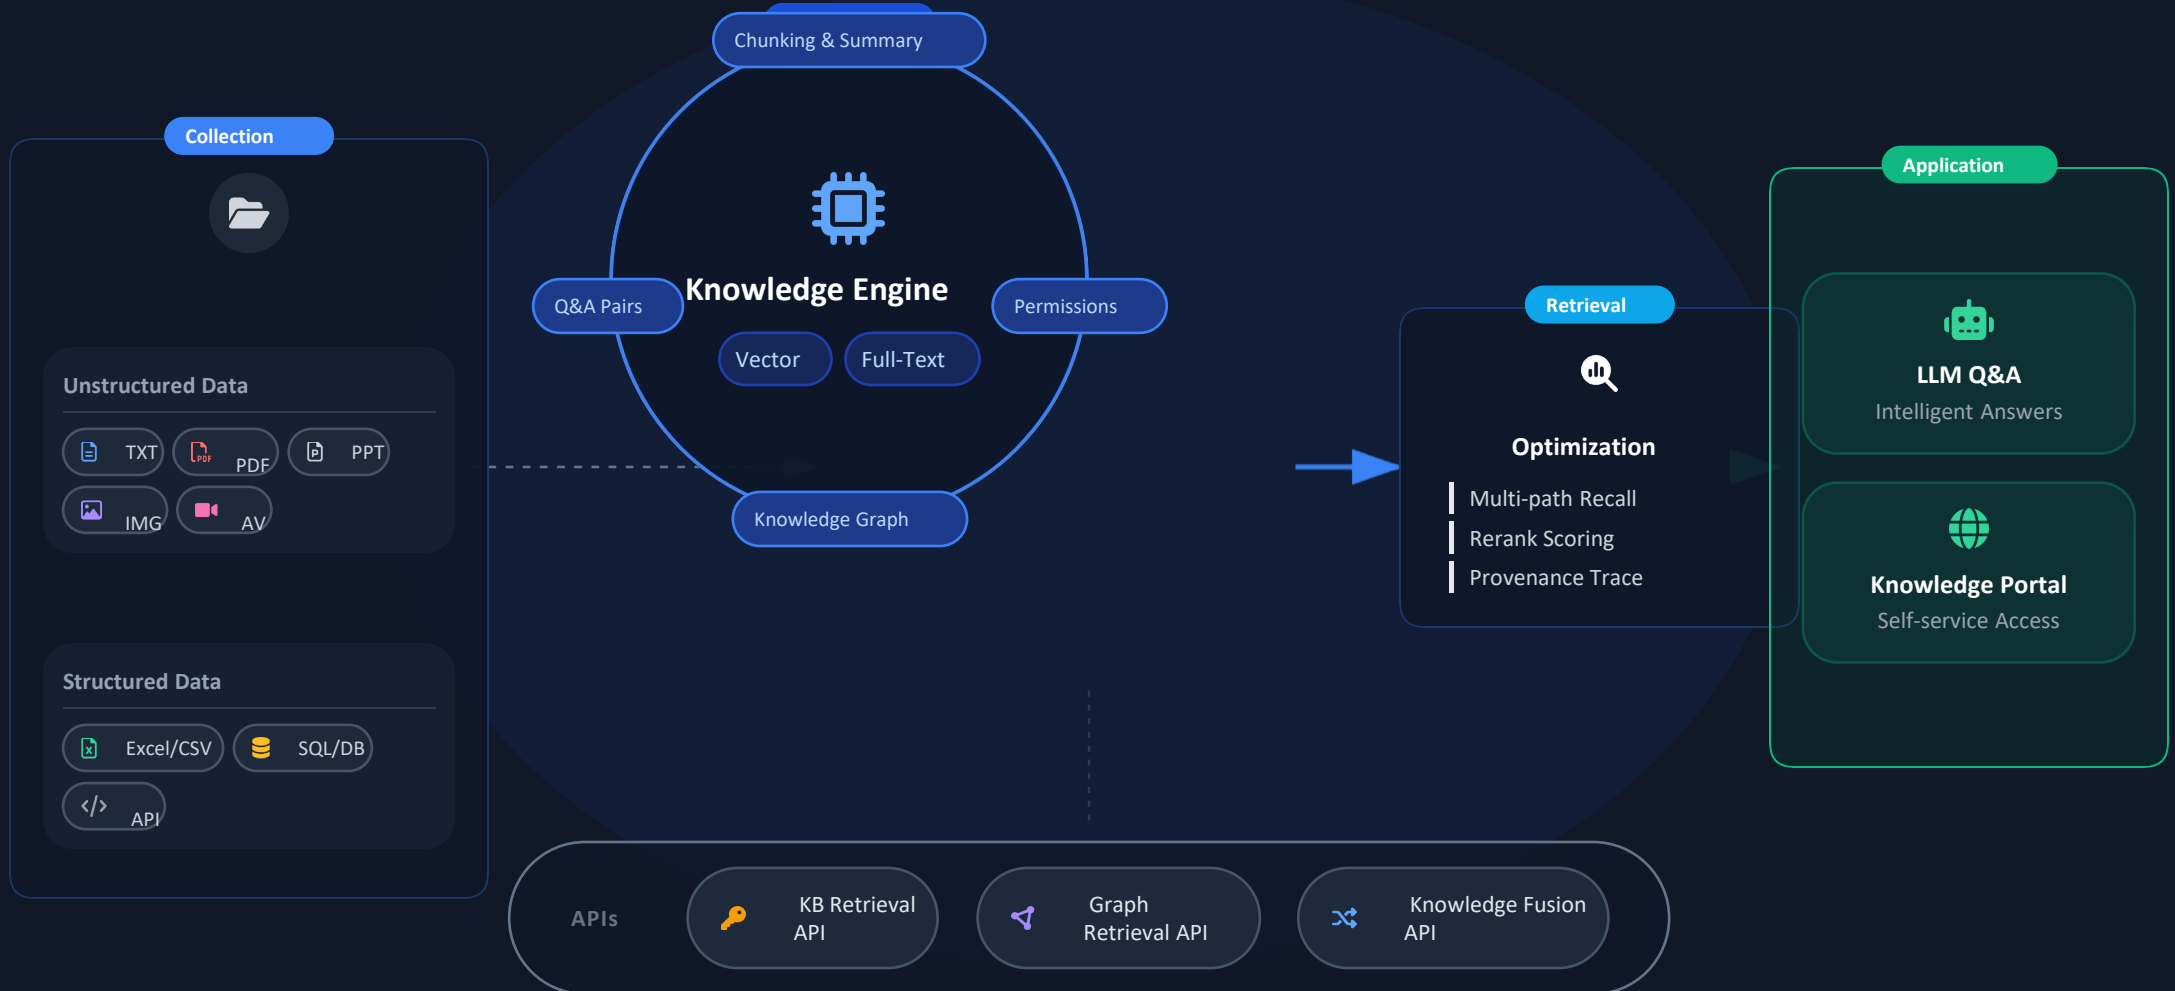 Collection
Unstructured Data
TXT
PDF
PPT
IMG
AV
Structured Data
Excel/CSV
SQL/DB
API
Chunking & Summary
Knowledge Engine
Q&A Pairs
Permissions
Vector
Full-Text
Knowledge Graph
Retrieval
Optimization
Multi-path Recall
Rerank Scoring
Provenance Trace
Application
LLM Q&A
Intelligent Answers
Knowledge Portal
Self-service Access
APIs
KB Retrieval
API
Graph
Retrieval API
Knowledge Fusion
API